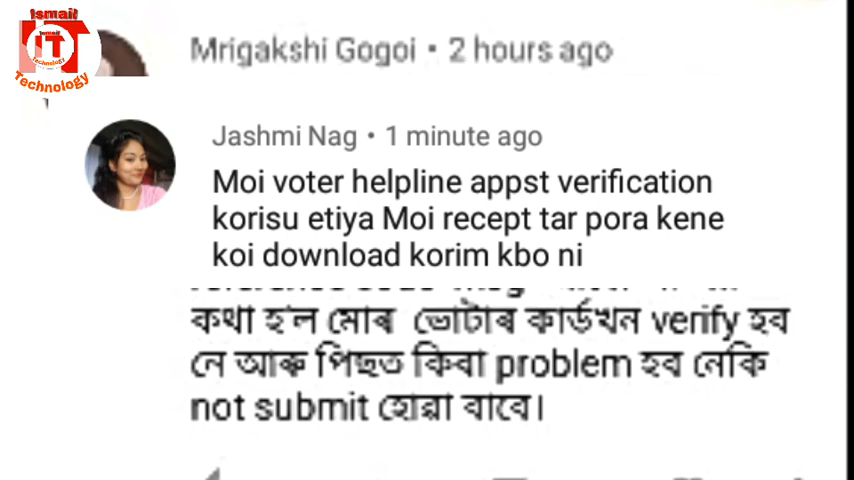 Ismail
Ismail
IT
Technology
Technology
Mrigakshi Gogoi • 2 hours ago
Jashmi Nag • 1 minute ago
Moi voter helpline appst verification
korisu etiya Moi recept tar pora kene
koi download korim kbo ni
কথা হ'ল মোৰ ভোটাৰ কাৰ্ডখন verify হব
নে আৰু পিছত কিবা problem হব নেকি
not submit হোৱা বাবে।